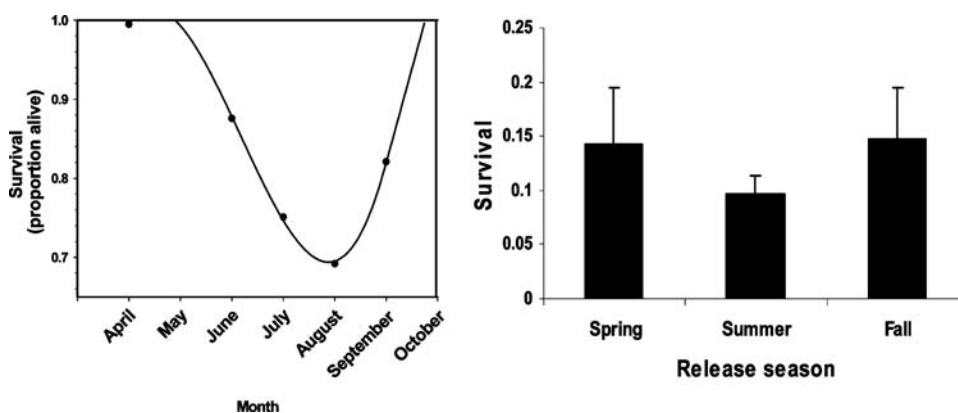 Survival
(proportion alive)
1.0
0.9
0.8
0.7
April
May
June
July
August
September
October
Month
Survival
0.25
0.2
0.15
0.1
0.05
0
Spring
Summer
Fall
Release season